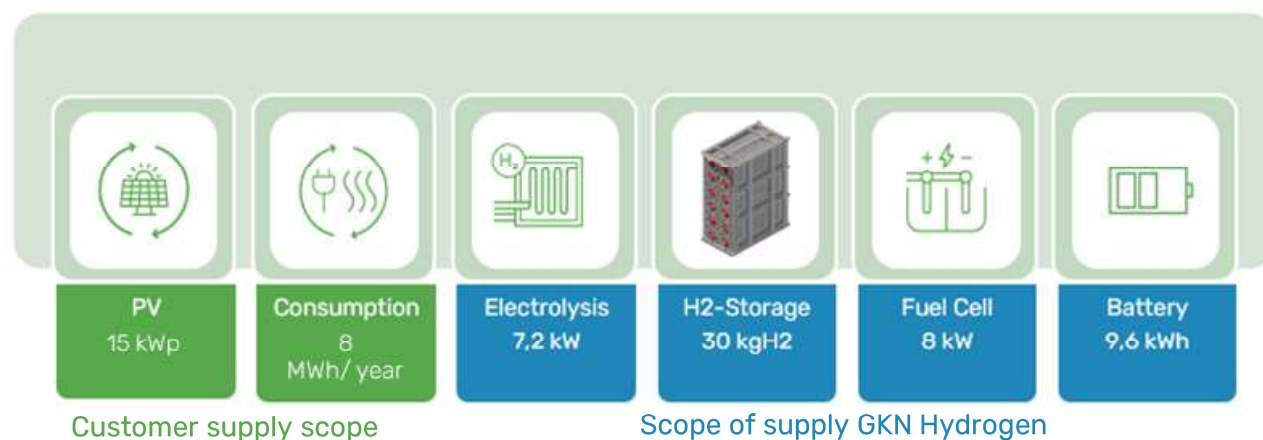 H₂
+ -
PV
15 kWp
Consumption
8
MWh/ year
Electrolysis
7,2 kW
H2-Storage
30 kgH2
Fuel Cell
8 kW
Battery
9,6 kWh
Customer supply scope
Scope of supply GKN Hydrogen